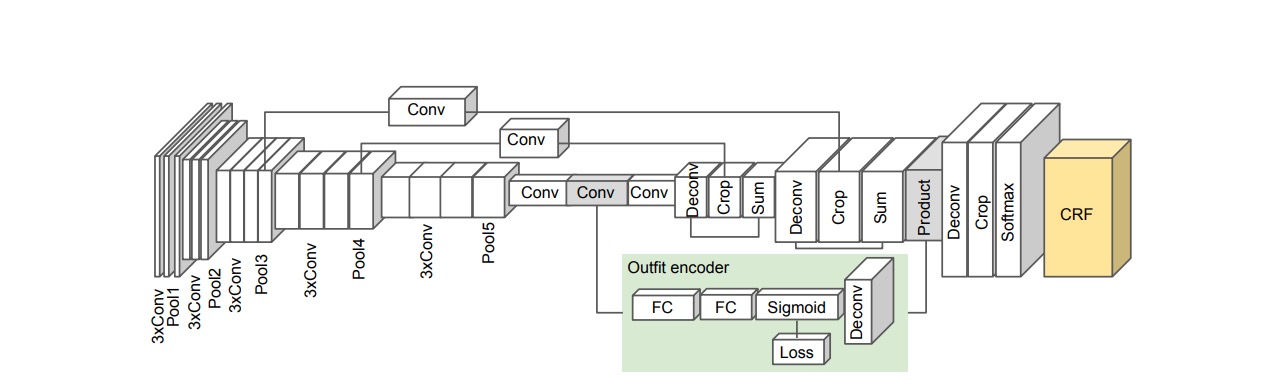 Conv
Conv
3xConv
Pool1
3xConv
Pool2
3xConv
Pool3
3xConv
Pool4
3xConv
Pool5
Conv
Conv
Conv
Deconv
Crop
Sum
Deconv
Crop
Sum
Product
Deconv
Crop
Softmax
CRF
Outfit encoder
FC
FC
Sigmoid
Deconv
Loss